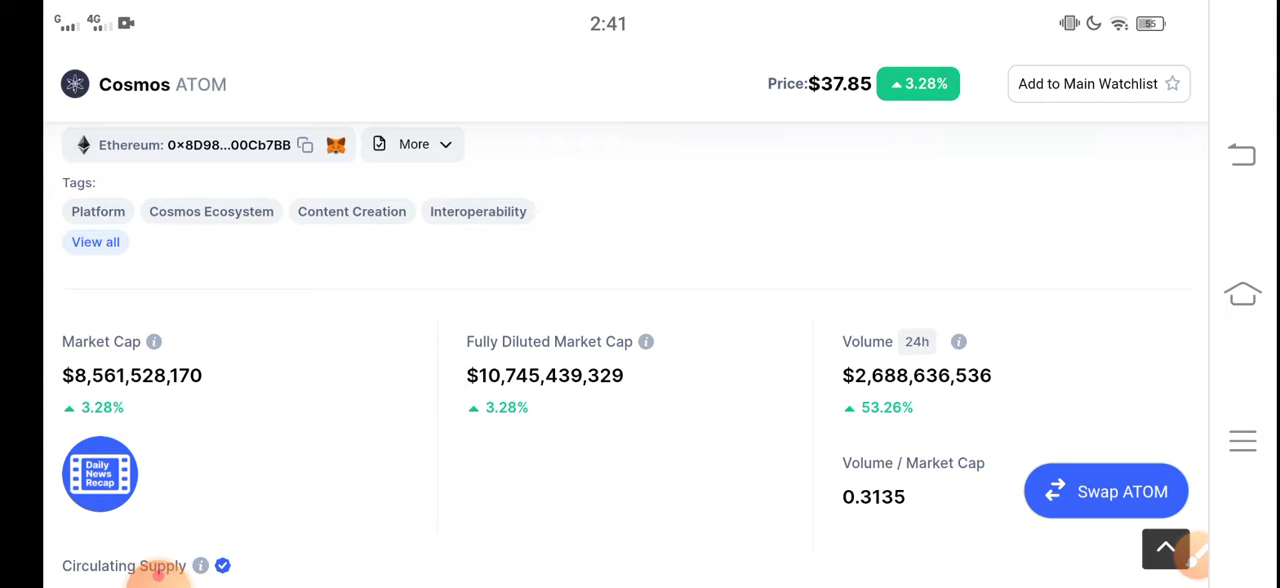 G 4G 2:41 55
Cosmos ATOM Price:$37.85 3.28% Add to Main Watchlist
Ethereum: 0x8D98...00Cb7BB More
Tags:
Platform Cosmos Ecosystem Content Creation Interoperability
View all
Market Cap Fully Diluted Market Cap Volume 24h
$8,561,528,170 $10,745,439,329 $2,688,636,536
3.28% 3.28% 53.26%
Daily
News
Recap
Volume / Market Cap
0.3135
Swap ATOM
Circulating Supply